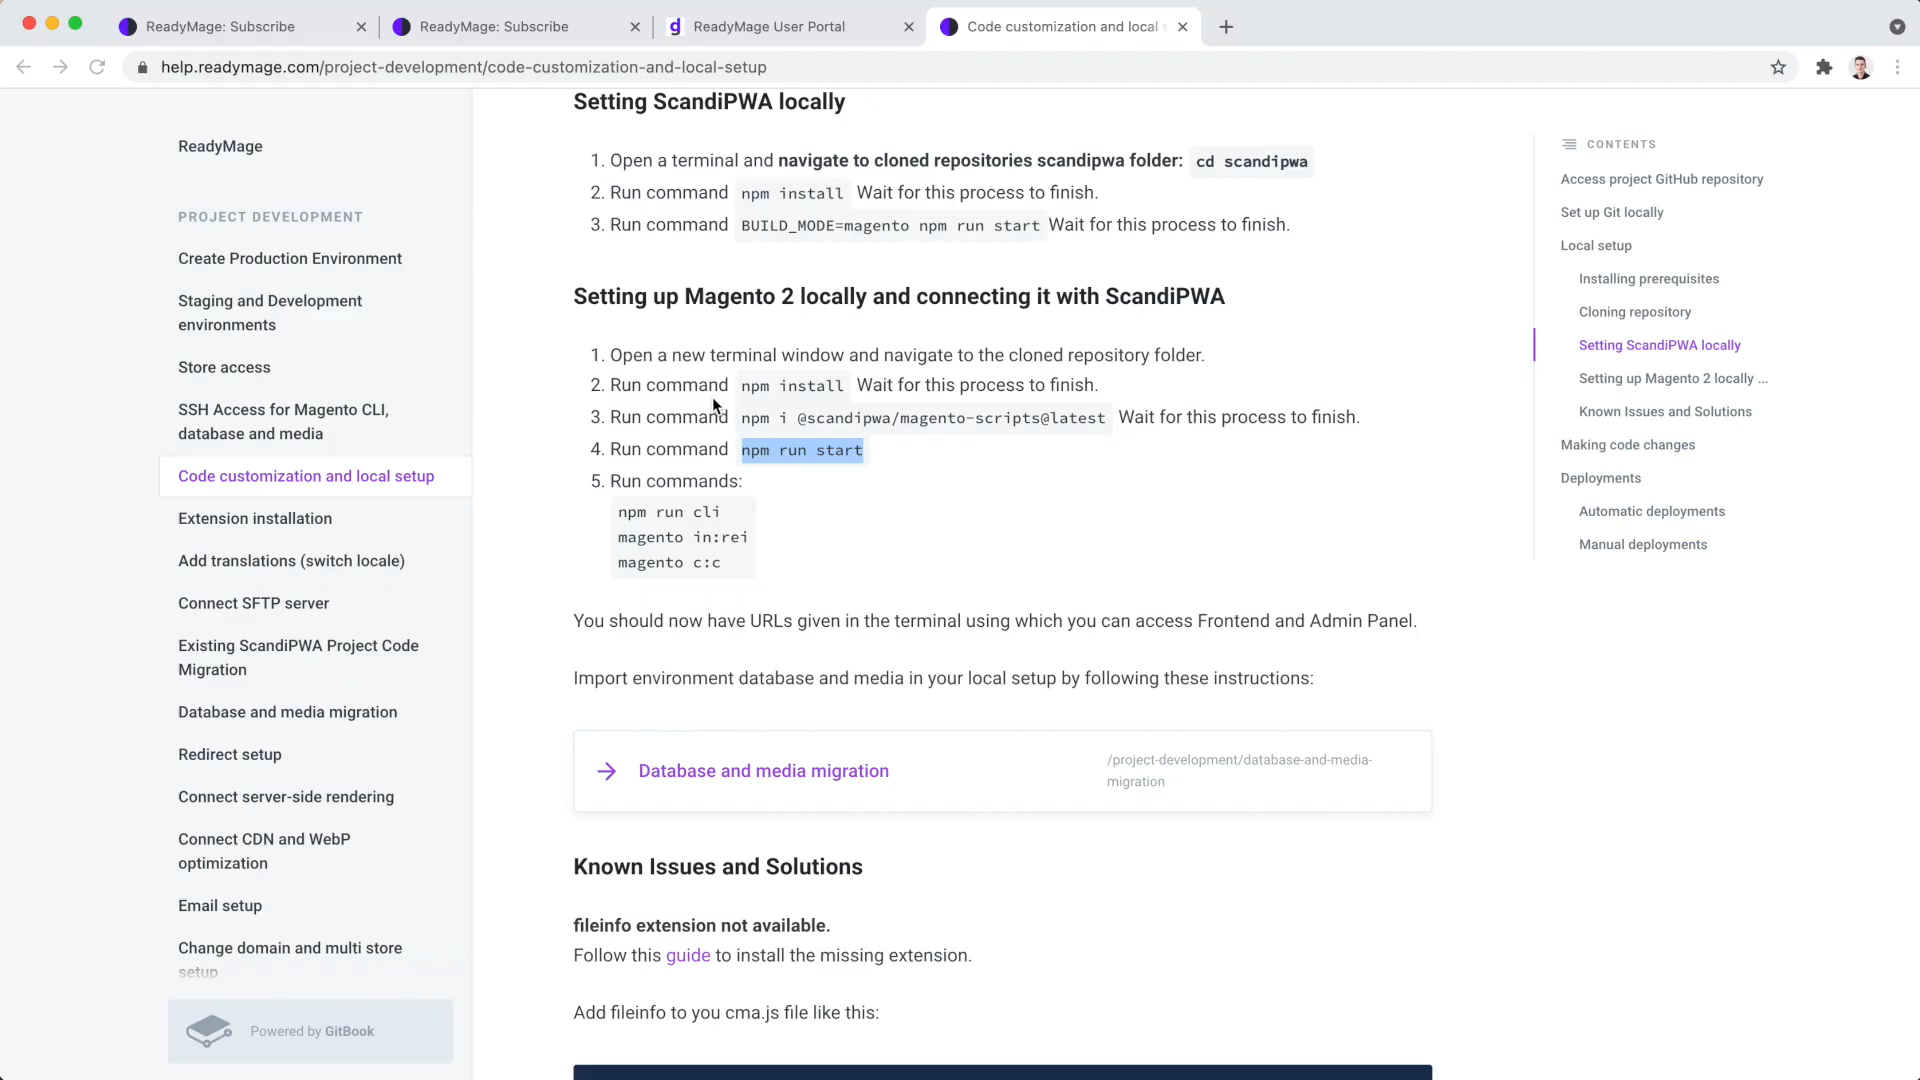 ReadyMage: Subscribe
ReadyMage: Subscribe
ReadyMage User Portal
Code customization and local
help.readymage.com/project-development/code-customization-and-local-setup
ReadyMage
PROJECT DEVELOPMENT
Create Production Environment
Staging and Development
environments
Store access
SSH Access for Magento CLI,
database and media
Code customization and local setup
Extension installation
Add translations (switch locale)
Connect SFTP server
Existing ScandiPWA Project Code
Migration
Database and media migration
Redirect setup
Connect server-side rendering
Connect CDN and WebP
optimization
Email setup
Change domain and multi store
setup
Powered by GitBook
Setting ScandiPWA locally
1. Open a terminal and navigate to cloned repositories scandipwa folder: cd scandipwa
2. Run command npm install Wait for this process to finish.
3. Run command BUILD_MODE=magento npm run start Wait for this process to finish.
Setting up Magento 2 locally and connecting it with ScandiPWA
1. Open a new terminal window and navigate to the cloned repository folder.
2. Run command npm install Wait for this process to finish.
3. Run command npm i @scandipwa/magento-scripts@latest Wait for this process to finish.
4. Run command npm run start
5. Run commands:
npm run cli
magento in:rei
magento c:c
You should now have URLs given in the terminal using which you can access Frontend and Admin Panel.
Import environment database and media in your local setup by following these instructions:
Database and media migration
/project-development/database-and-media-
migration
Known Issues and Solutions
fileinfo extension not available.
Follow this guide to install the missing extension.
Add fileinfo to you cma.js file like this:
CONTENTS
Access project GitHub repository
Set up Git locally
Local setup
Installing prerequisites
Cloning repository
Setting ScandiPWA locally
Setting up Magento 2 locally ...
Known Issues and Solutions
Making code changes
Deployments
Automatic deployments
Manual deployments